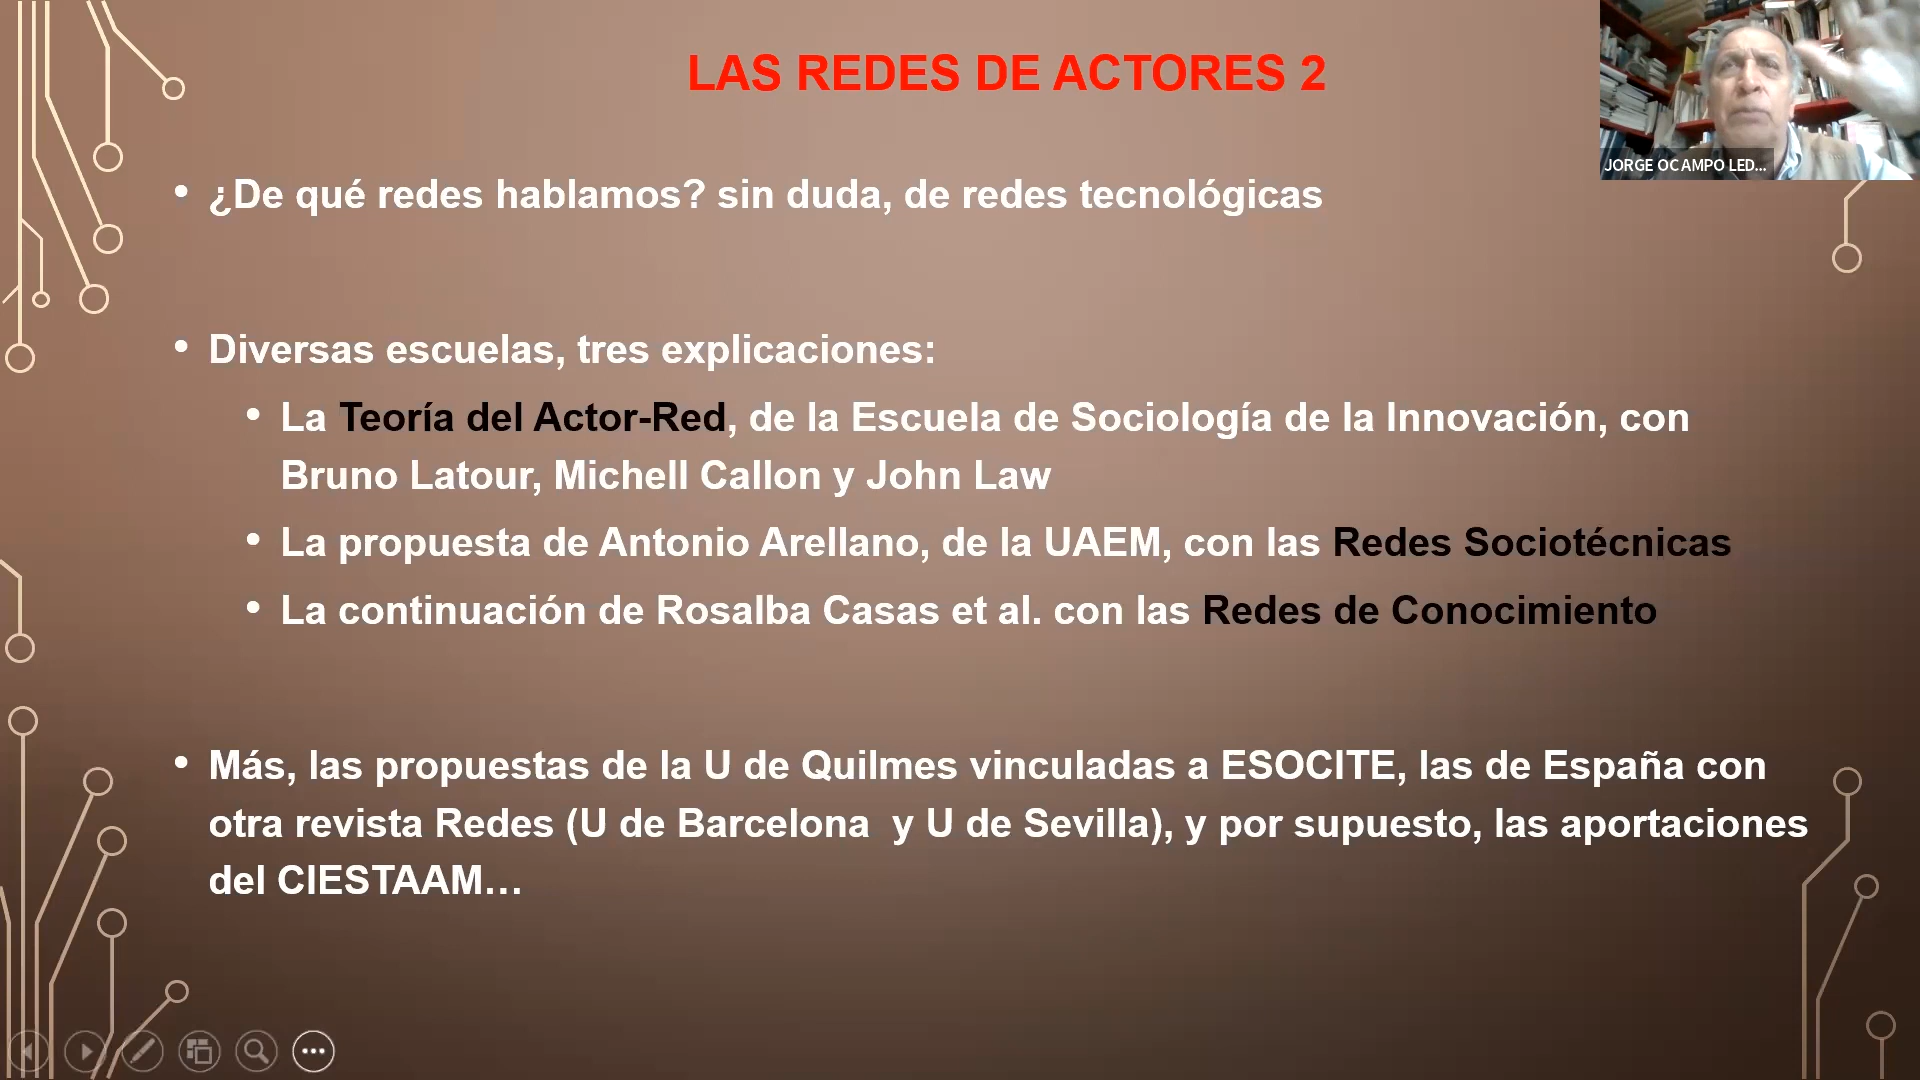 LAS REDES DE ACTORES 2
JORGE OCAMPO LED...
• ¿De qué redes hablamos? sin duda, de redes tecnológicas
• Diversas escuelas, tres explicaciones:
• La Teoría del Actor-Red, de la Escuela de Sociología de la Innovación, con
Bruno Latour, Michell Callon y John Law
• La propuesta de Antonio Arellano, de la UAEM, con las Redes Sociotécnicas
• La continuación de Rosalba Casas et al. con las Redes de Conocimiento
• Más, las propuestas de la U de Quilmes vinculadas a ESOCITE, las de España con
otra revista Redes (U de Barcelona  y U de Sevilla), y por supuesto, las aportaciones
del CIESTAAM…